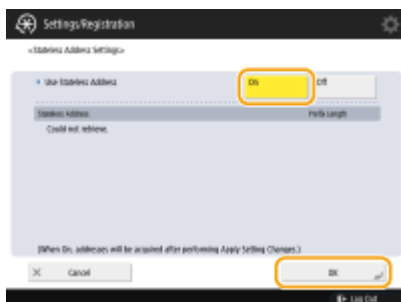 Settings/Registration
<Stateless Address Settings>
Use Stateless Address
On
Off
Stateless Address
Prefix Length
Could not retrieve.
(When On, addresses will be acquired after performing Apply Setting Changes.)
Cancel
OK
Log Out